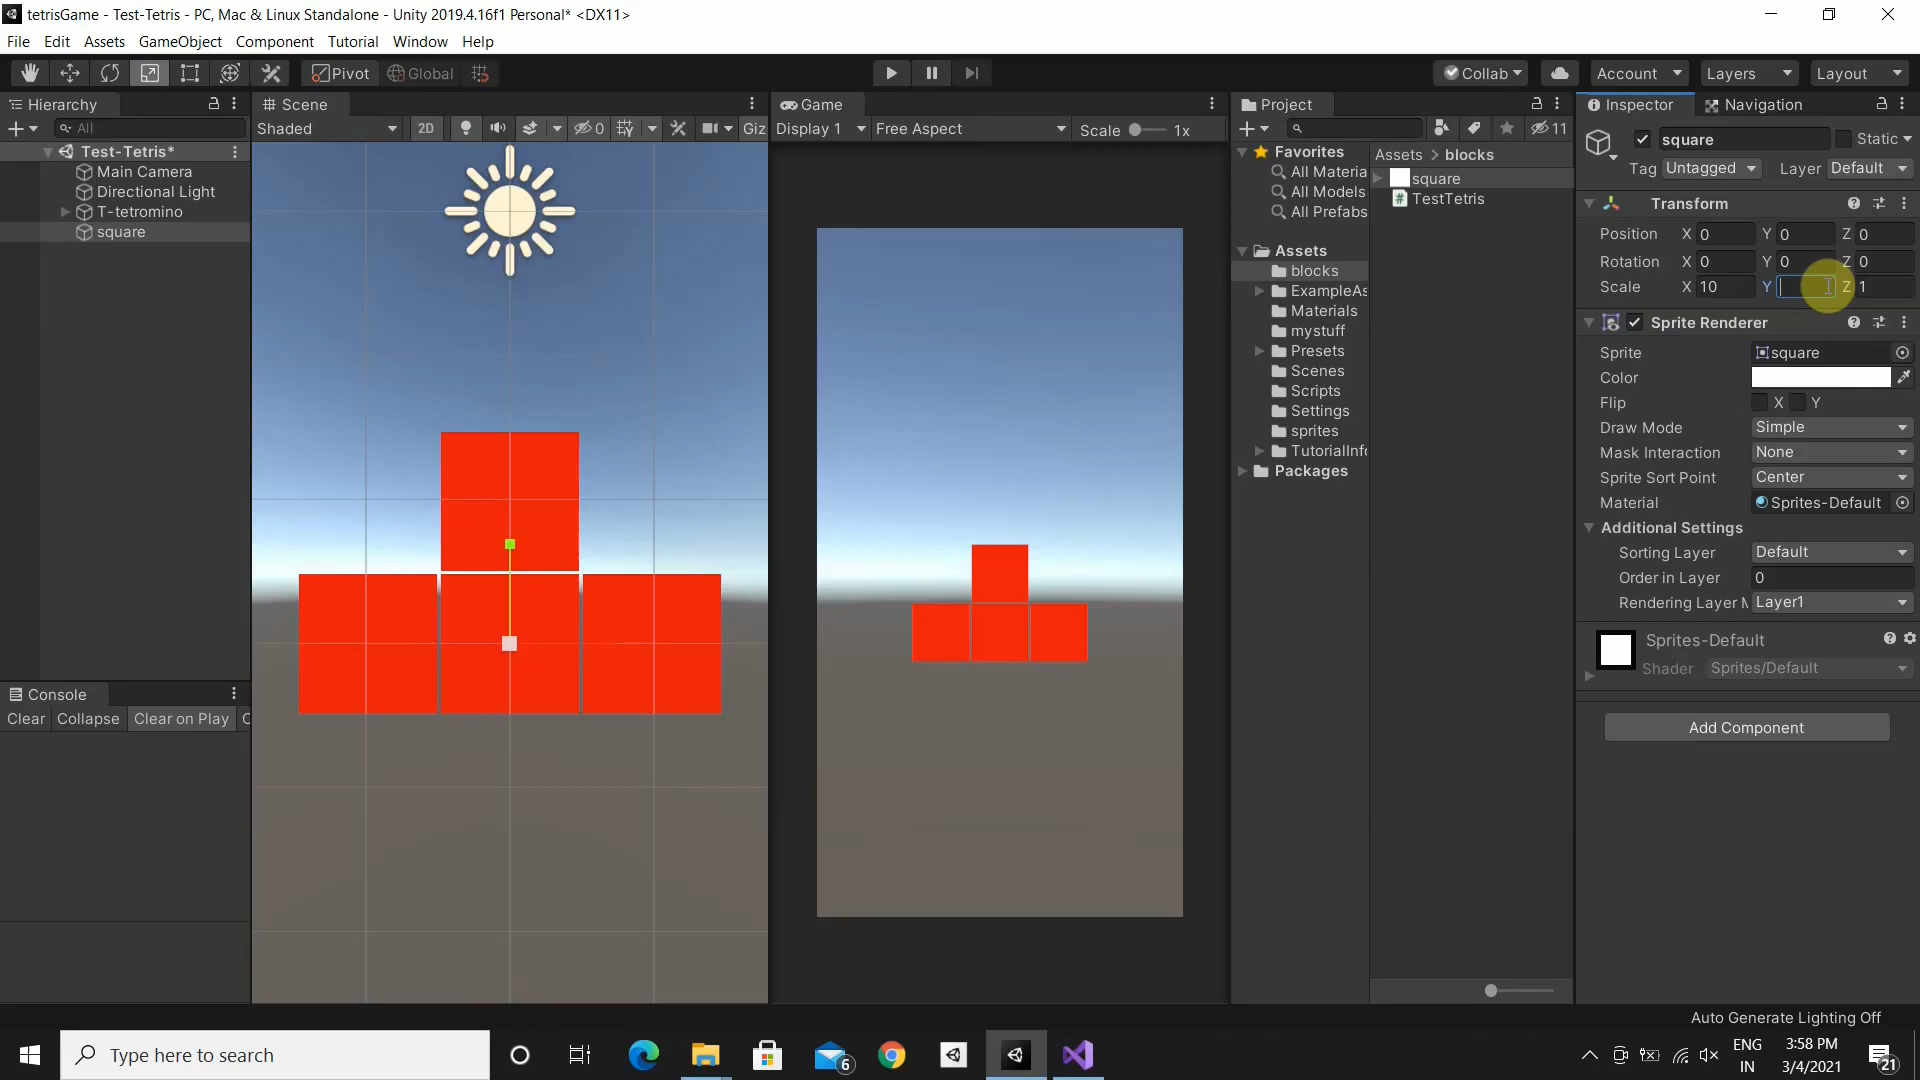 tetrisGame - Test-Tetris - PC, Mac & Linux Standalone - Unity 2019.4.16f1 Personal* <DX11>
File Edit Assets GameObject Component Tutorial Window Help
Pivot Global Collab Account Layers Layout
Hierarchy
All
Test-Tetris*
Main Camera
Directional Light
T-tetromino
square
Console
Clear Collapse Clear on Play C
Scene
Shaded 2D 0 Giz
Game
Display 1 Free Aspect Scale 1x
Project
11
Favorites
All Materia
All Models
All Prefabs
Assets
blocks
ExampleAs
Materials
mystuff
Presets
Scenes
Scripts
Settings
sprites
TutorialInfo
Packages
Assets > blocks
square
TestTetris
Inspector Navigation
square Static
Tag Untagged Layer Default
Transform
Position X 0 Y 0 Z 0
Rotation X 0 Y 0 Z 0
Scale X 10 Y Z 1
Sprite Renderer
Sprite square
Color
Flip X Y
Draw Mode Simple
Mask Interaction None
Sprite Sort Point Center
Material Sprites-Default
Additional Settings
Sorting Layer Default
Order in Layer 0
Rendering Layer M Layer1
Sprites-Default
Shader Sprites/Default
Add Component
Auto Generate Lighting Off
Type here to search
6
ENG
IN
3:58 PM
3/4/2021
21